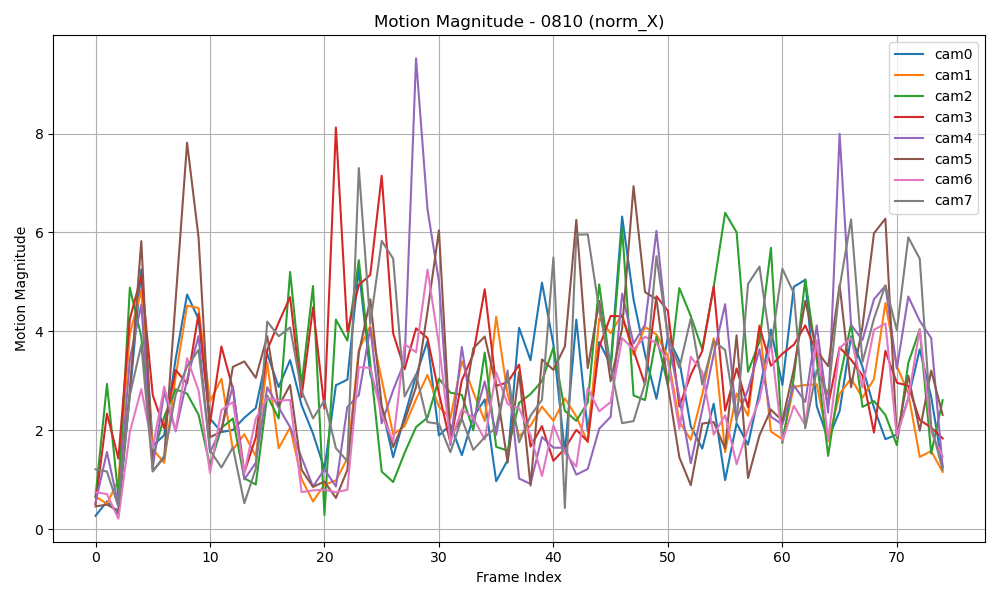 Motion Magnitude - 0810 (norm_X)
Motion Magnitude
8
6
4
2
0
0 10 20 30 40 50 60 70
Frame Index
cam0
cam1
cam2
cam3
cam4
cam5
cam6
cam7